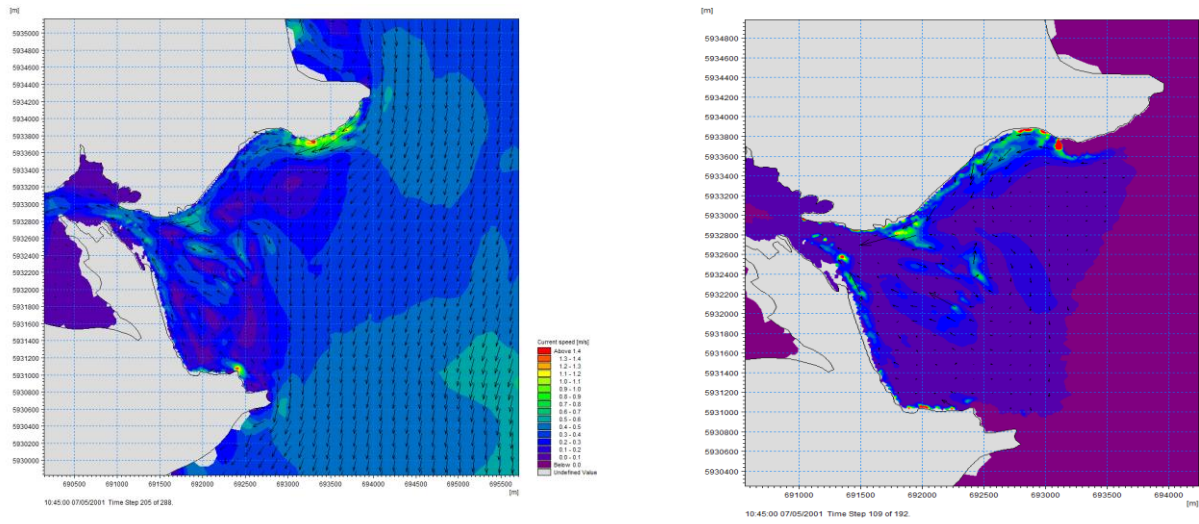 [m]
5935000
5934800
5934600
5934400
5934200
5934000
5933800
5933600
5933400
5933200
5933000
5932800
5932600
5932400
5932200
5932000
5931800
5931600
5931400
5931200
5931000
5930800
5930600
5930400
5930200
5930000
690500 691000 691500 692000 692500 693000 693500 694000 694500 695000 695500
[m]
10:45:00 07/05/2001 Time Step 205 of 288.
Current speed [m/s]
Above 1.4
1.3 - 1.4
1.2 - 1.3
1.1 - 1.2
1.0 - 1.1
0.9 - 1.0
0.8 - 0.9
0.7 - 0.8
0.6 - 0.7
0.5 - 0.6
0.4 - 0.5
0.3 - 0.4
0.2 - 0.3
0.1 - 0.2
0.0 - 0.1
Below 0.0
Undefined Value
[m]
5934800
5934600
5934400
5934200
5934000
5933800
5933600
5933400
5933200
5933000
5932800
5932600
5932400
5932200
5932000
5931800
5931600
5931400
5931200
5931000
5930800
5930600
5930400
691000 691500 692000 692500 693000 693500 694000
[m]
10:45:00 07/05/2001 Time Step 109 of 192.